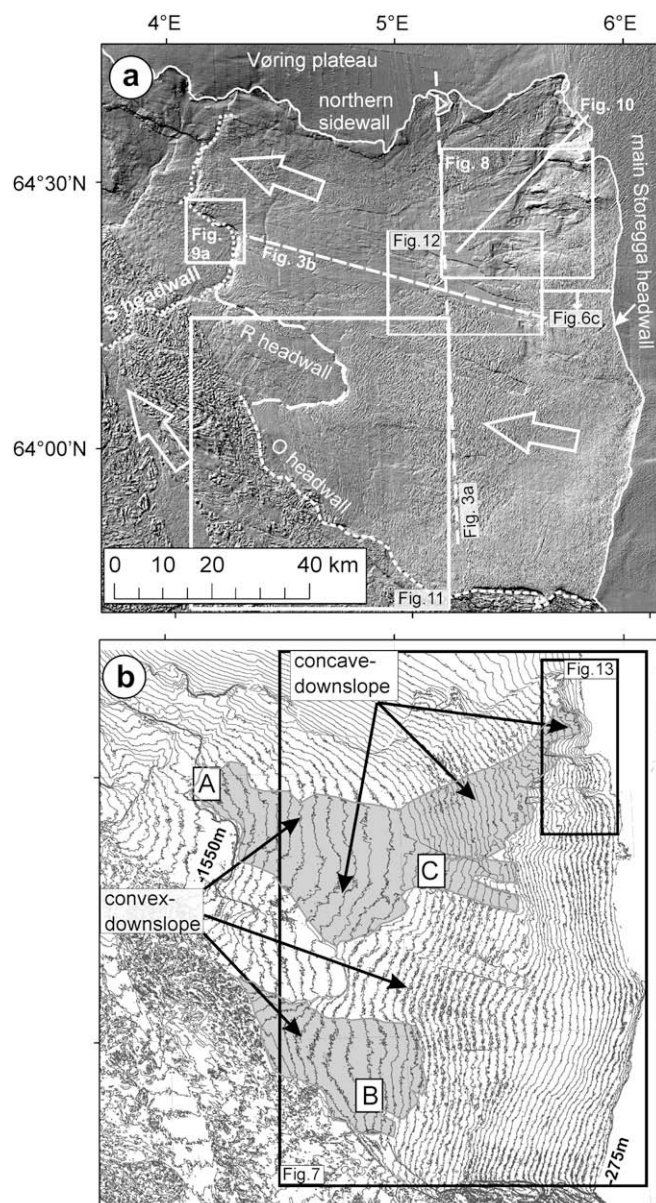 4°E
5°E
6°E
a
Vøring plateau
northern
sidewall
Fig. 10
64°30'N
Fig. 8
main Storegga headwall
Fig.
9a
Fig. 3b
Fig.12
S headwall
Fig.6c
R headwall
64°00'N
O headwall
Fig. 3a
0 10 20 40 km
Fig.11
b
concave-
downslope
Fig.13
A
-1550m
C
convex-
downslope
B
-275m
Fig.7